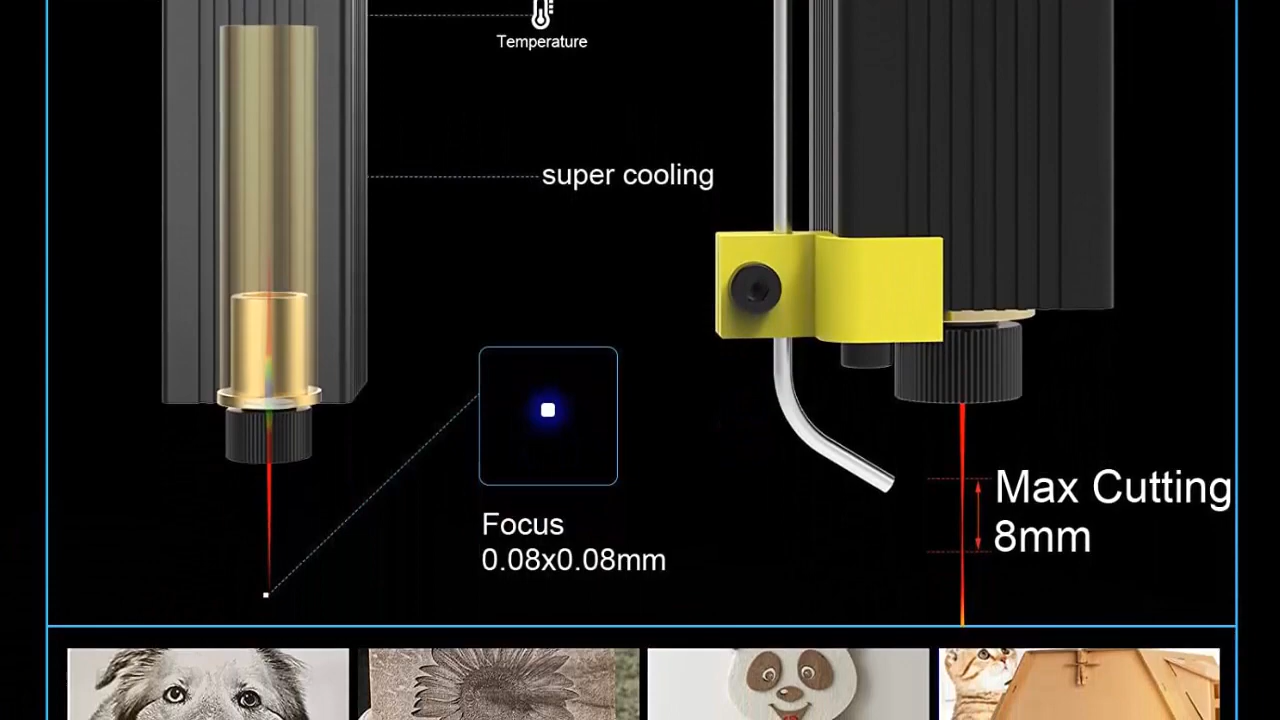 Temperature
super cooling
Focus
0.08x0.08mm
Max Cutting
8mm